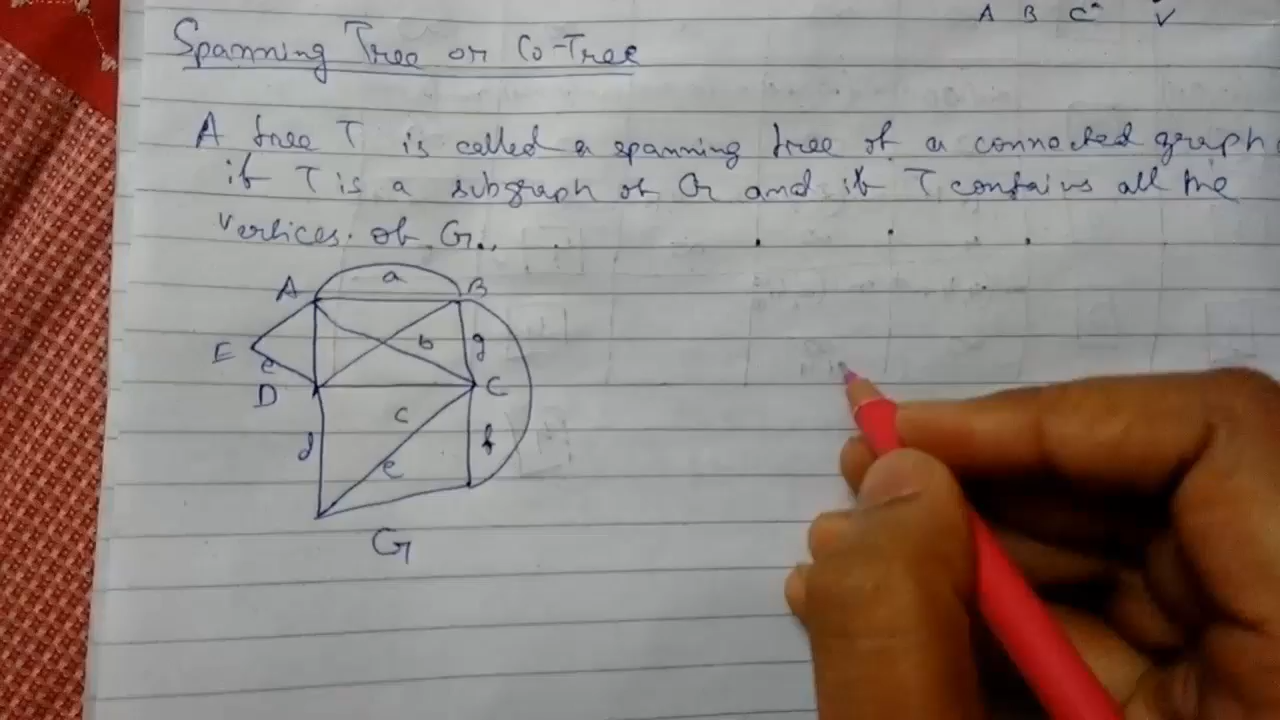 A B C
Spanning Tree or Co-Tree
A tree T is called a spanning tree of a connected graph
if T is a subgraph of G and if T contains all the
vertices of G.
a
A B
b g
E
e
D C
c
d f
e
G